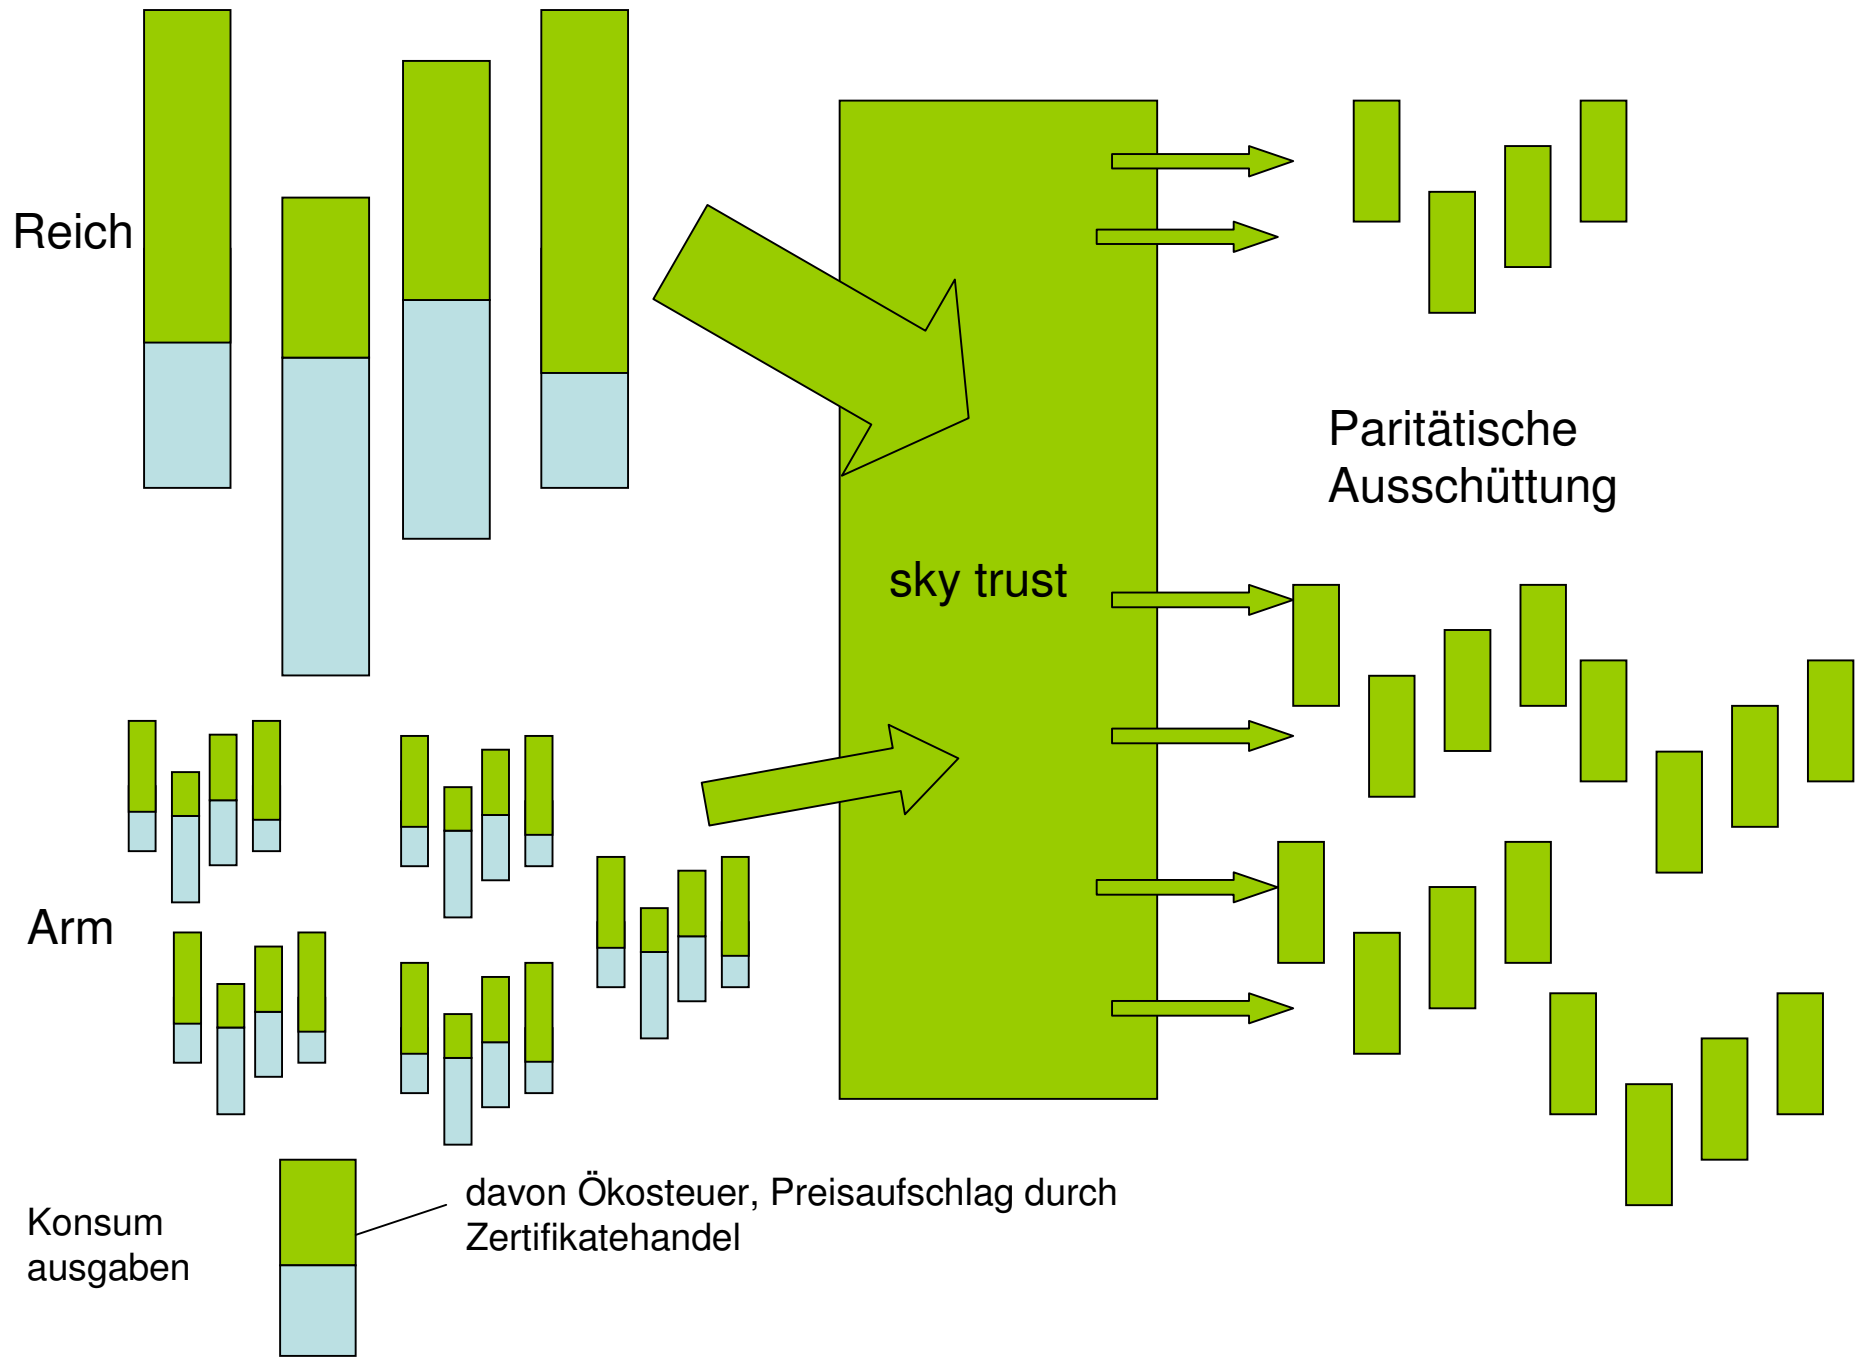 Reich
Paritätische
Ausschüttung
sky trust
Arm
davon Ökosteuer, Preisaufschlag durch
Zertifikatehandel
Konsum
ausgaben